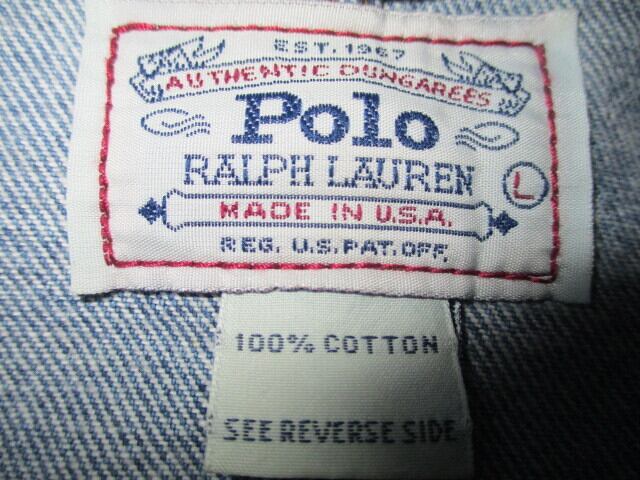 EST. 1967
AUTHENTIC DUNGAREES
Polo
RALPH LAUREN
L
MADE IN U.S.A.
REG. U.S. PAT. OFF.
100% COTTON
SEE REVERSE SIDE